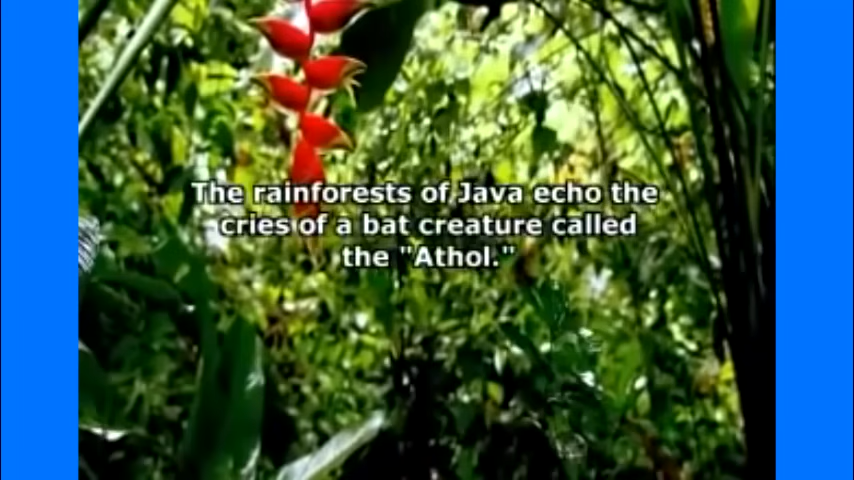 The rainforests of Java echo the
cries of a bat creature called
the "Athol."